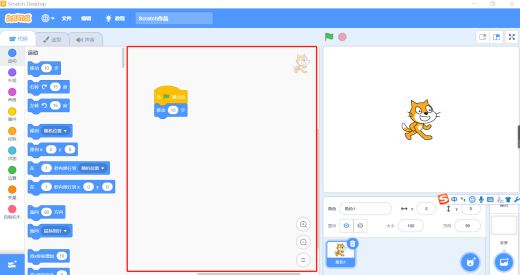 Scratch Desktop
文件
编辑
教程
Scratch作品
代码
造型
声音
运动
运动
移动 10 步
外观
右转 15 度
声音
左转 15 度
事件
控制
移到 随机位置
侦测
移到 x: 0 y: 0
运算
在 1 秒内滑行到 随机位置
变量
在 1 秒内滑行到 x: 0 y: 0
自制积木
面向 90 方向
面向 鼠标指针
将x坐标增加 10
当 被点击
移动 10 步
角色
角色1
x 0
y 0
显示
大小
100
方向
90
角色1
舞台
背景
中